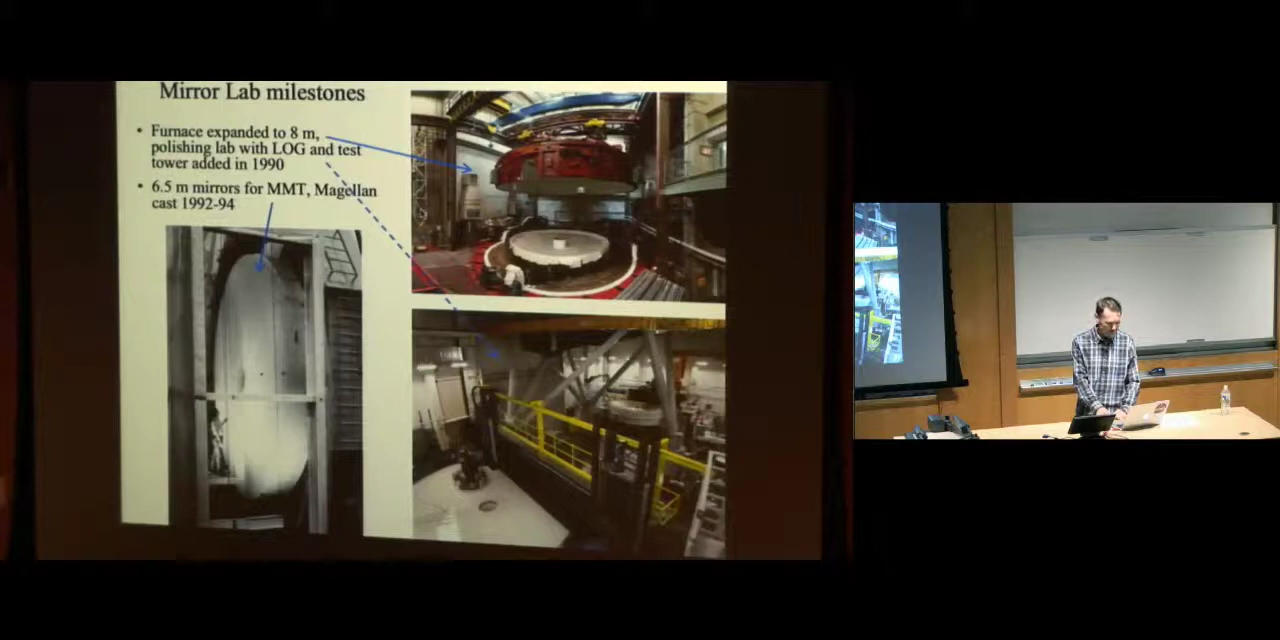 Mirror Lab milestones
• Furnace expanded to 8 m,
polishing lab with LOG and test
tower added in 1990
• 6.5 m mirrors for MMT, Magellan
cast 1992-94